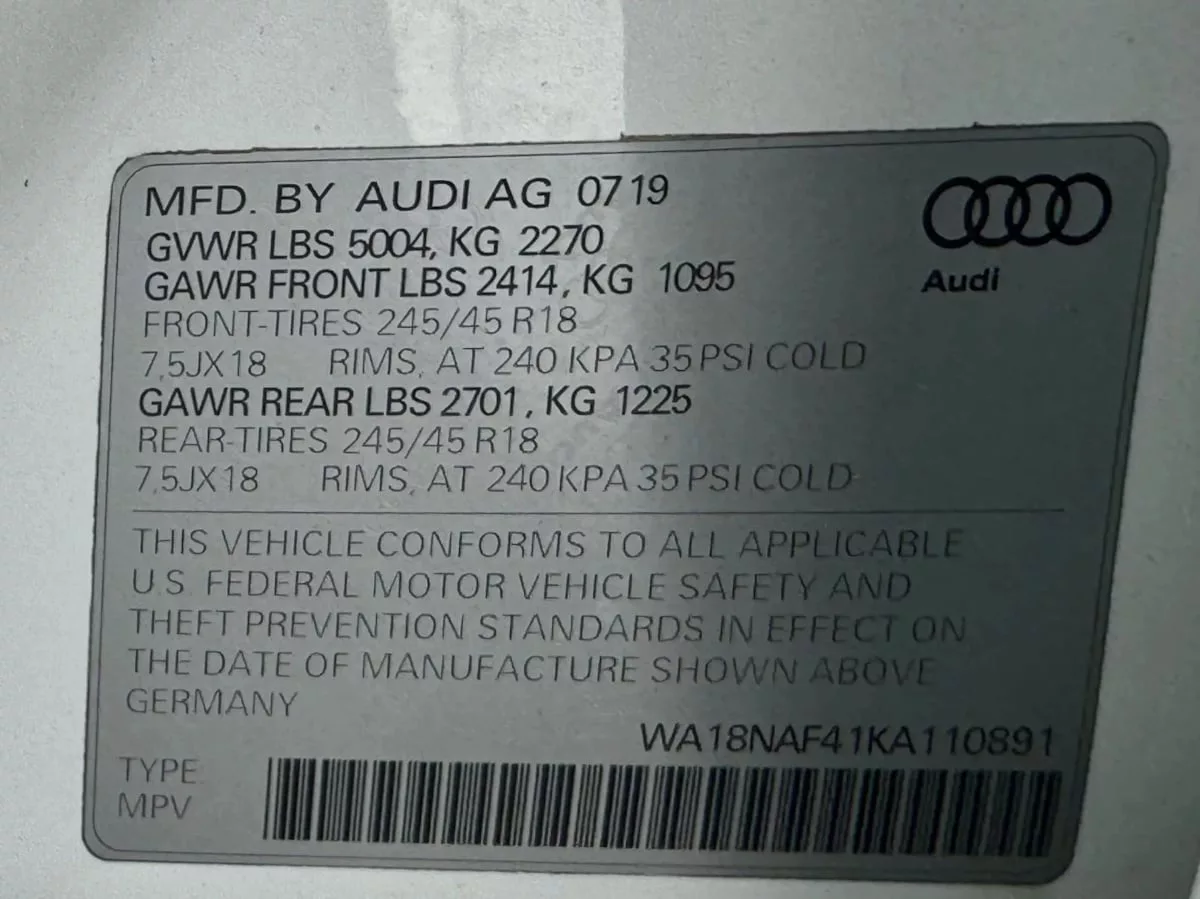 MFD. BY AUDI AG 07 19
GVWR LBS 5004, KG 2270
GAWR FRONT LBS 2414, KG 1095
Audi
FRONT-TIRES 245/45 R18
7,5JX18 RIMS, AT 240 KPA 35 PSI COLD
GAWR REAR LBS 2701, KG 1225
REAR-TIRES 245/45 R18
7,5JX18 RIMS, AT 240 KPA 35 PSI COLD
THIS VEHICLE CONFORMS TO ALL APPLICABLE
U.S. FEDERAL MOTOR VEHICLE SAFETY AND
THEFT PREVENTION STANDARDS IN EFFECT ON
THE DATE OF MANUFACTURE SHOWN ABOVE
GERMANY
WA18NAF41KA110891
TYPE
MPV